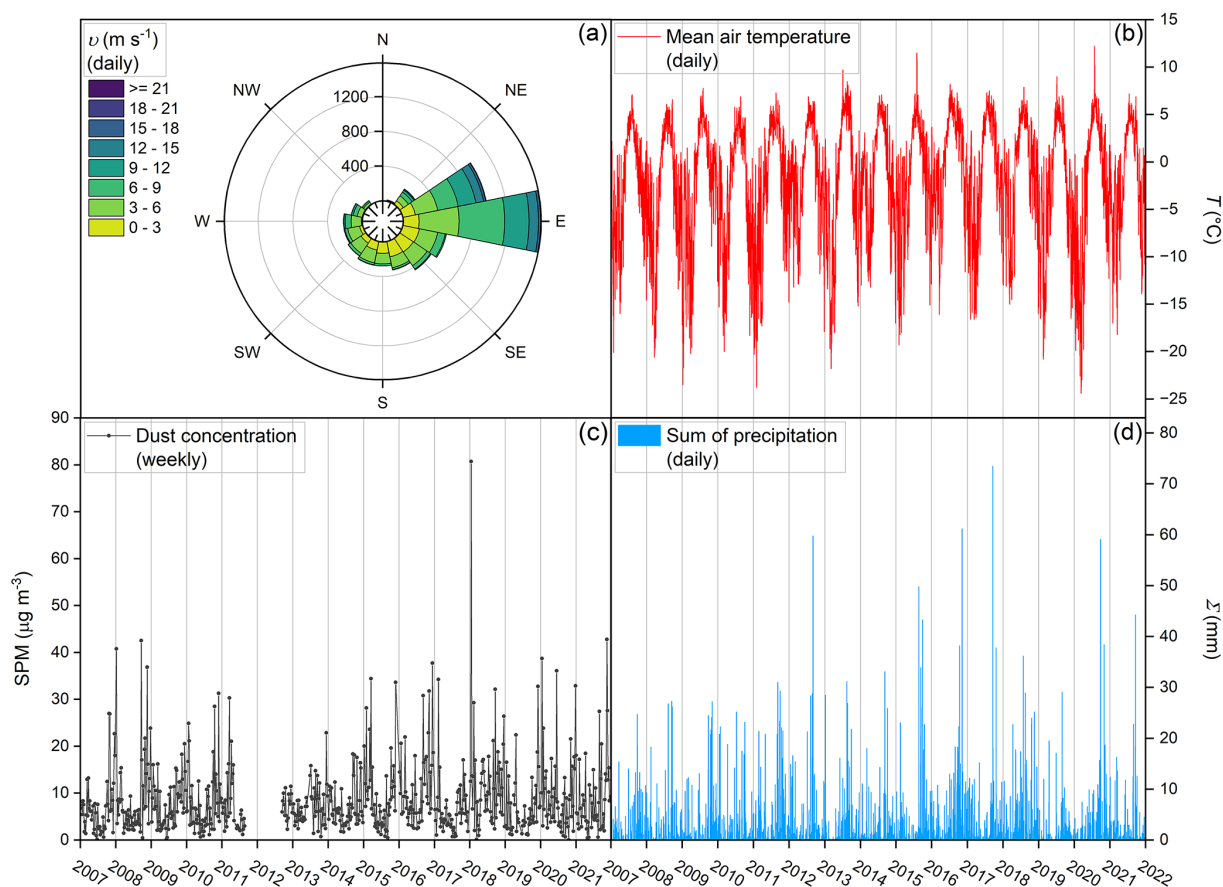 υ (m s⁻¹)
(daily)
>= 21
18 - 21
15 - 18
12 - 15
9 - 12
6 - 9
3 - 6
0 - 3
(a)
N
NE
E
SE
S
SW
W
NW
1200
800
400
Mean air temperature
(daily)
(b)
15
10
5
0
−5
−10
−15
−20
−25
T (°C)
Dust concentration
(weekly)
(c)
90
80
70
60
50
40
30
20
10
0
SPM (μg m⁻³)
2007
2008
2009
2010
2011
2012
2013
2014
2015
2016
2017
2018
2019
2020
2021
Sum of precipitation
(daily)
(d)
80
70
60
50
40
30
20
10
0
Σ (mm)
2007
2008
2009
2010
2011
2012
2013
2014
2015
2016
2017
2018
2019
2020
2021
2022